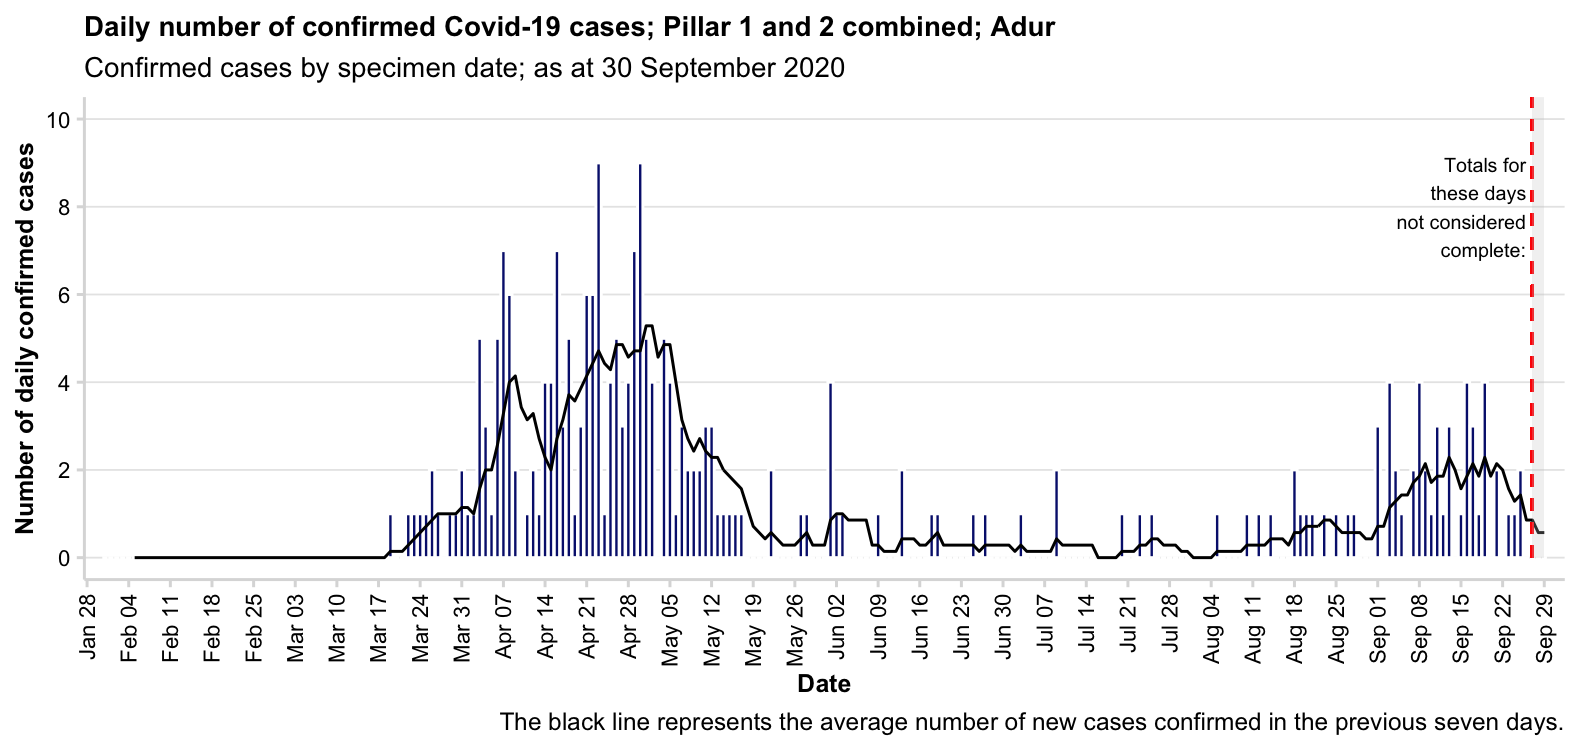 Daily number of confirmed Covid-19 cases; Pillar 1 and 2 combined; Adur
Confirmed cases by specimen date; as at 30 September 2020
Number of daily confirmed cases
10
8
6
4
2
0
Totals for
these days
not considered
complete:
Jan 28
Feb 04
Feb 11
Feb 18
Feb 25
Mar 03
Mar 10
Mar 17
Mar 24
Mar 31
Apr 07
Apr 14
Apr 21
Apr 28
May 05
May 12
May 19
May 26
Jun 02
Jun 09
Jun 16
Jun 23
Jun 30
Jul 07
Jul 14
Jul 21
Jul 28
Aug 04
Aug 11
Aug 18
Aug 25
Sep 01
Sep 08
Sep 15
Sep 22
Sep 29
Date
The black line represents the average number of new cases confirmed in the previous seven days.